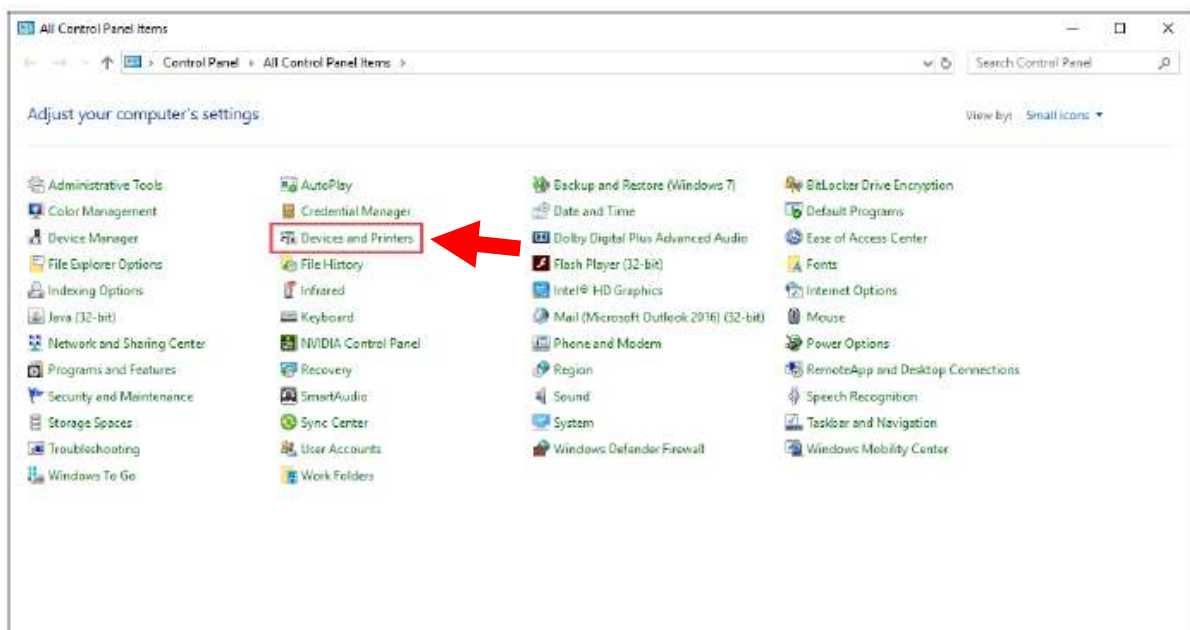 All Control Panel Items
Control Panel > All Control Panel Items >
Search Control Panel
Adjust your computer's settings
View by: Small icons
Administrative Tools AutoPlay Backup and Restore (Windows 7) BitLocker Drive Encryption
Color Management Credential Manager Date and Time Default Programs
Device Manager Devices and Printers Dolby Digital Plus Advanced Audio Ease of Access Center
File Explorer Options File History Flash Player (32-bit) Fonts
Indexing Options Infrared Intel® HD Graphics Internet Options
Java (32-bit) Keyboard Mail (Microsoft Outlook 2016) (32-bit) Mouse
Network and Sharing Center NVIDIA Control Panel Phone and Modem Power Options
Programs and Features Recovery Region RemoteApp and Desktop Connections
Security and Maintenance SmartAudio Sound Speech Recognition
Storage Spaces Sync Center System Taskbar and Navigation
Troubleshooting User Accounts Windows Defender Firewall Windows Mobility Center
Windows To Go Work Folders